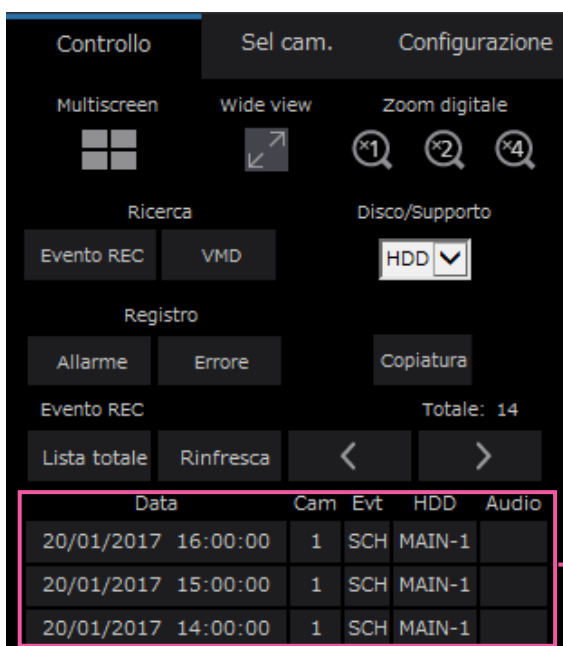 Controllo Sel cam. Configurazione
Multiscreen Wide view Zoom digitale
×1 ×2 ×4
Ricerca Disco/Supporto
Evento REC VMD HDD
Registro
Allarme Errore Copiatura
Evento REC Totale: 14
Lista totale Rinfresca < >
Data Cam Evt HDD Audio
20/01/2017 16:00:00 1 SCH MAIN-1
20/01/2017 15:00:00 1 SCH MAIN-1
20/01/2017 14:00:00 1 SCH MAIN-1